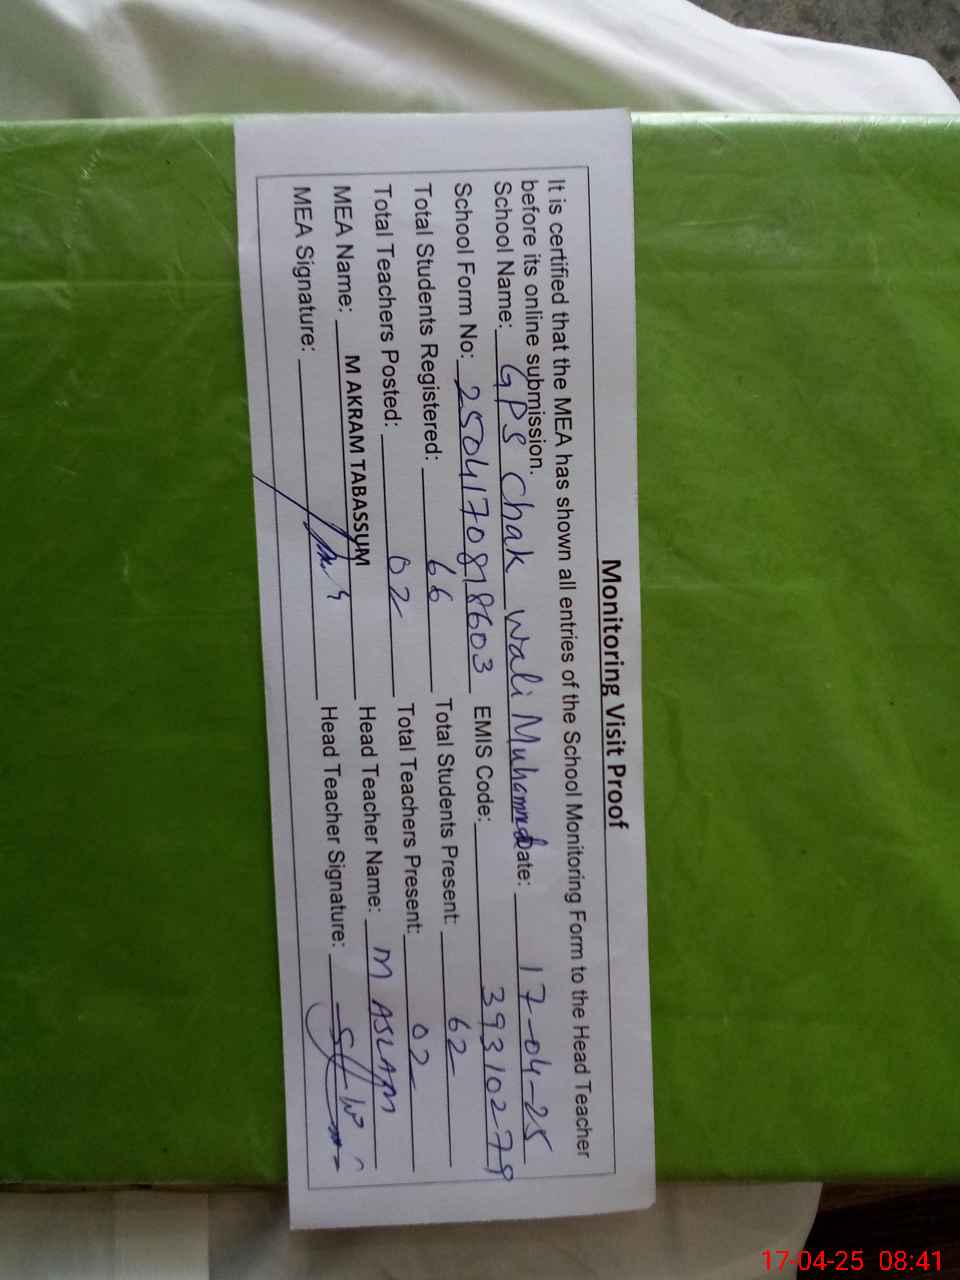 Monitoring Visit Proof
It is certified that the MEA has shown all entries of the School Monitoring Form to the Head Teacher
before its online submission.
School Name: GPS Chak Wali Muhammad Date: 17-04-25
School Form No: 2504170818603 EMIS Code: 39310279
Total Students Registered: 66 Total Students Present: 62
Total Teachers Posted: 02 Total Teachers Present: 02
MEA Name: M AKRAM TABASSUM Head Teacher Name: M ASLAM
MEA Signature: Head Teacher Signature:
17-04-25 08:41